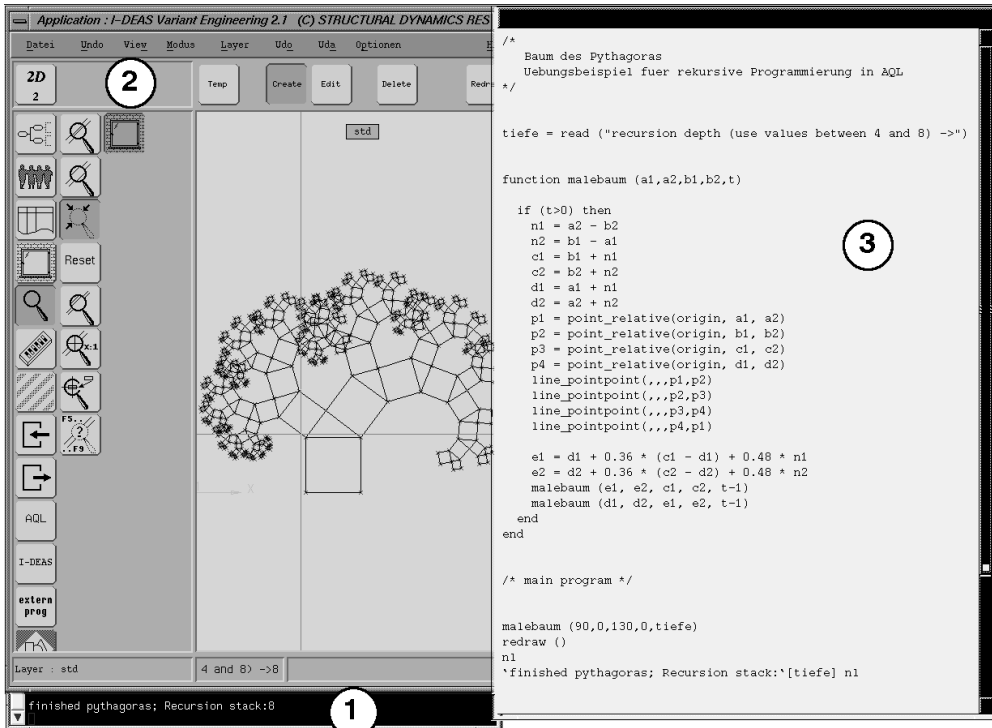 Application : I-DEAS Variant Engineering 2.1 (C) STRUCTURAL DYNAMICS RES
Datei Undo View Modus Layer Udo Uda Optionen
2D
2
2
Temp Create Edit Delete Redr
std
Reset
x:1
F5..
?
..F9
X
AQL
I-DEAS
extern
prog
Layer : std
4 and 8) ->8
finished pythagoras; Recursion stack:8
1
/*
Baum des Pythagoras
Uebungsbeispiel fuer rekursive Programmierung in AQL
*/
tiefe = read ("recursion depth (use values between 4 and 8) ->")
function malebaum (a1,a2,b1,b2,t)
3
if (t>0) then
n1 = a2 - b2
n2 = b1 - a1
c1 = b1 + n1
c2 = b2 + n2
d1 = a1 + n1
d2 = a2 + n2
p1 = point_relative(origin, a1, a2)
p2 = point_relative(origin, b1, b2)
p3 = point_relative(origin, c1, c2)
p4 = point_relative(origin, d1, d2)
line_pointpoint(,,,p1,p2)
line_pointpoint(,,,p2,p3)
line_pointpoint(,,,p3,p4)
line_pointpoint(,,,p4,p1)
e1 = d1 + 0.36 * (c1 - d1) + 0.48 * n1
e2 = d2 + 0.36 * (c2 - d2) + 0.48 * n2
malebaum (e1, e2, c1, c2, t-1)
malebaum (d1, d2, e1, e2, t-1)
end
end
/* main program */
malebaum (90,0,130,0,tiefe)
redraw ()
nl
`finished pythagoras; Recursion stack:`[tiefe] nl